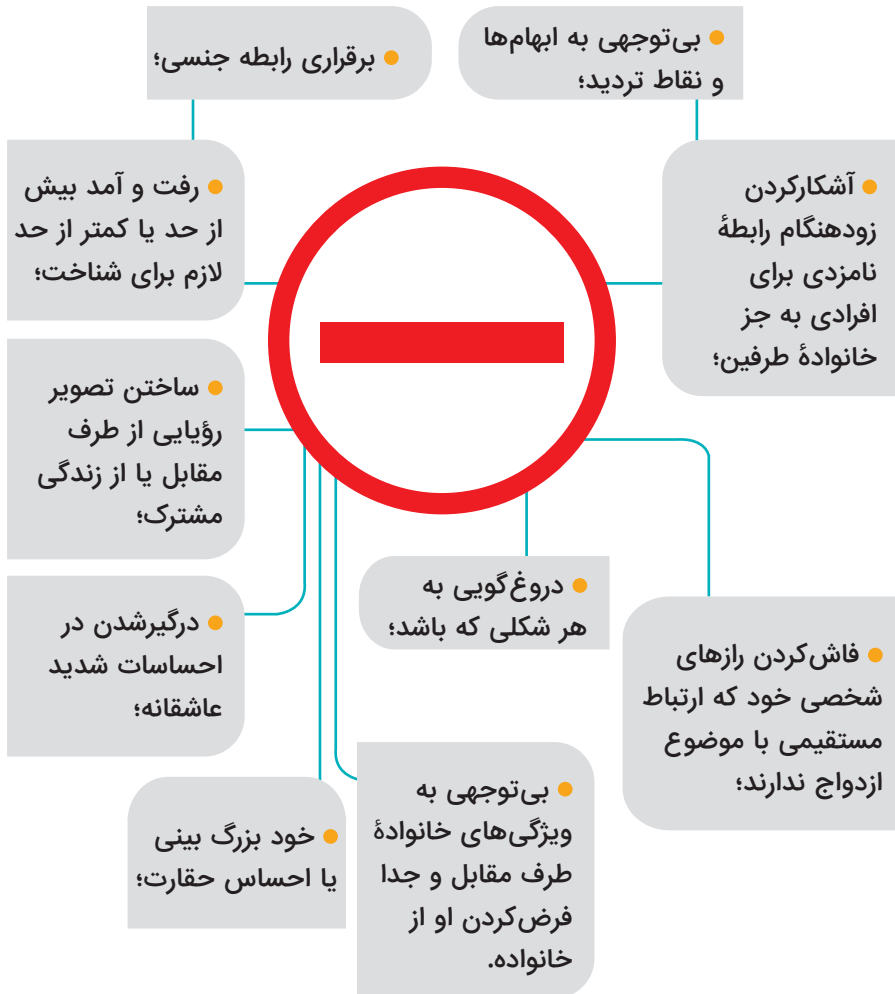 بی‌توجهی به ابهام‌ها
و نقاط تردید؛
آشکارکردن
زودهنگام رابطهٔ
نامزدی برای
افرادی به جز
خانوادهٔ طرفین؛
فاش‌کردن رازهای
شخصی خود که ارتباط
مستقیمی با موضوع
ازدواج ندارند؛
دروغ‌گویی به
هر شکلی که باشد؛
برقراری رابطه جنسی؛
رفت و آمد بیش
از حد یا کمتر از حد
لازم برای شناخت؛
ساختن تصویر
رؤیایی از طرف
مقابل یا از زندگی
مشترک؛
درگیرشدن در
احساسات شدید
عاشقانه؛
خود بزرگ بینی
یا احساس حقارت؛
بی‌توجهی به
ویژگی‌های خانوادهٔ
طرف مقابل و جدا
فرض‌کردن او از
خانواده.